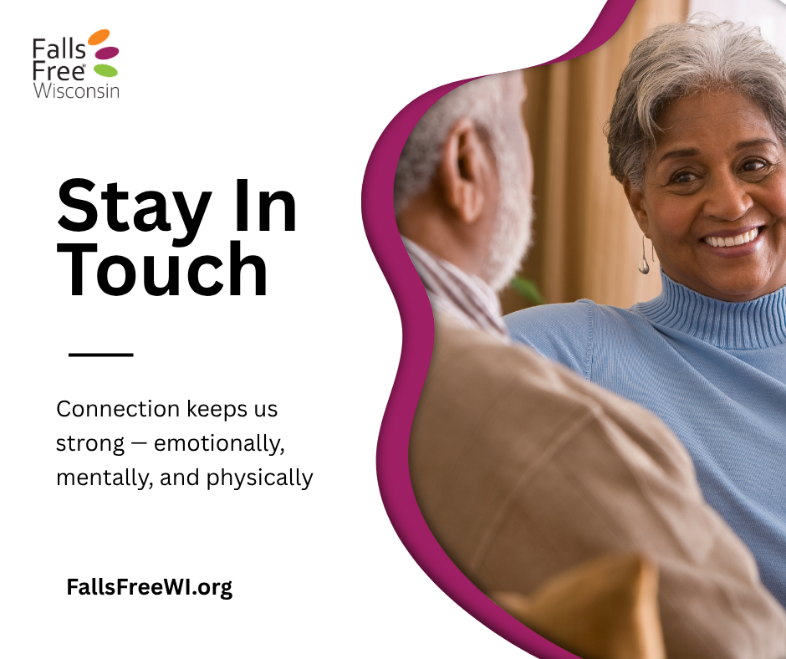 Falls
Free®
Wisconsin
Stay In
Touch
Connection keeps us
strong — emotionally,
mentally, and physically
FallsFreeWI.org